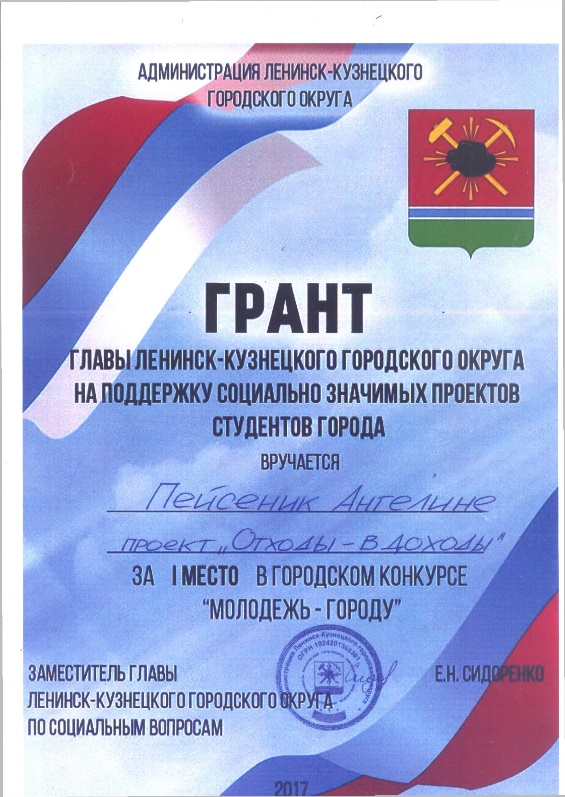 АДМИНИСТРАЦИЯ ЛЕНИНСК-КУЗНЕЦКОГО
ГОРОДСКОГО ОКРУГА
ГРАНТ
ГЛАВЫ ЛЕНИНСК-КУЗНЕЦКОГО ГОРОДСКОГО ОКРУГА
НА ПОДДЕРЖКУ СОЦИАЛЬНО ЗНАЧИМЫХ ПРОЕКТОВ
СТУДЕНТОВ ГОРОДА
ВРУЧАЕТСЯ
Пейсеник Ангелине
проект „Отходы – в доходы"
ЗА I МЕСТО В ГОРОДСКОМ КОНКУРСЕ
“МОЛОДЕЖЬ - ГОРОДУ”
ЗАМЕСТИТЕЛЬ ГЛАВЫ
ЛЕНИНСК-КУЗНЕЦКОГО ГОРОДСКОГО ОКРУГА
ПО СОЦИАЛЬНЫМ ВОПРОСАМ
Е.Н. СИДОРЕНКО
2017